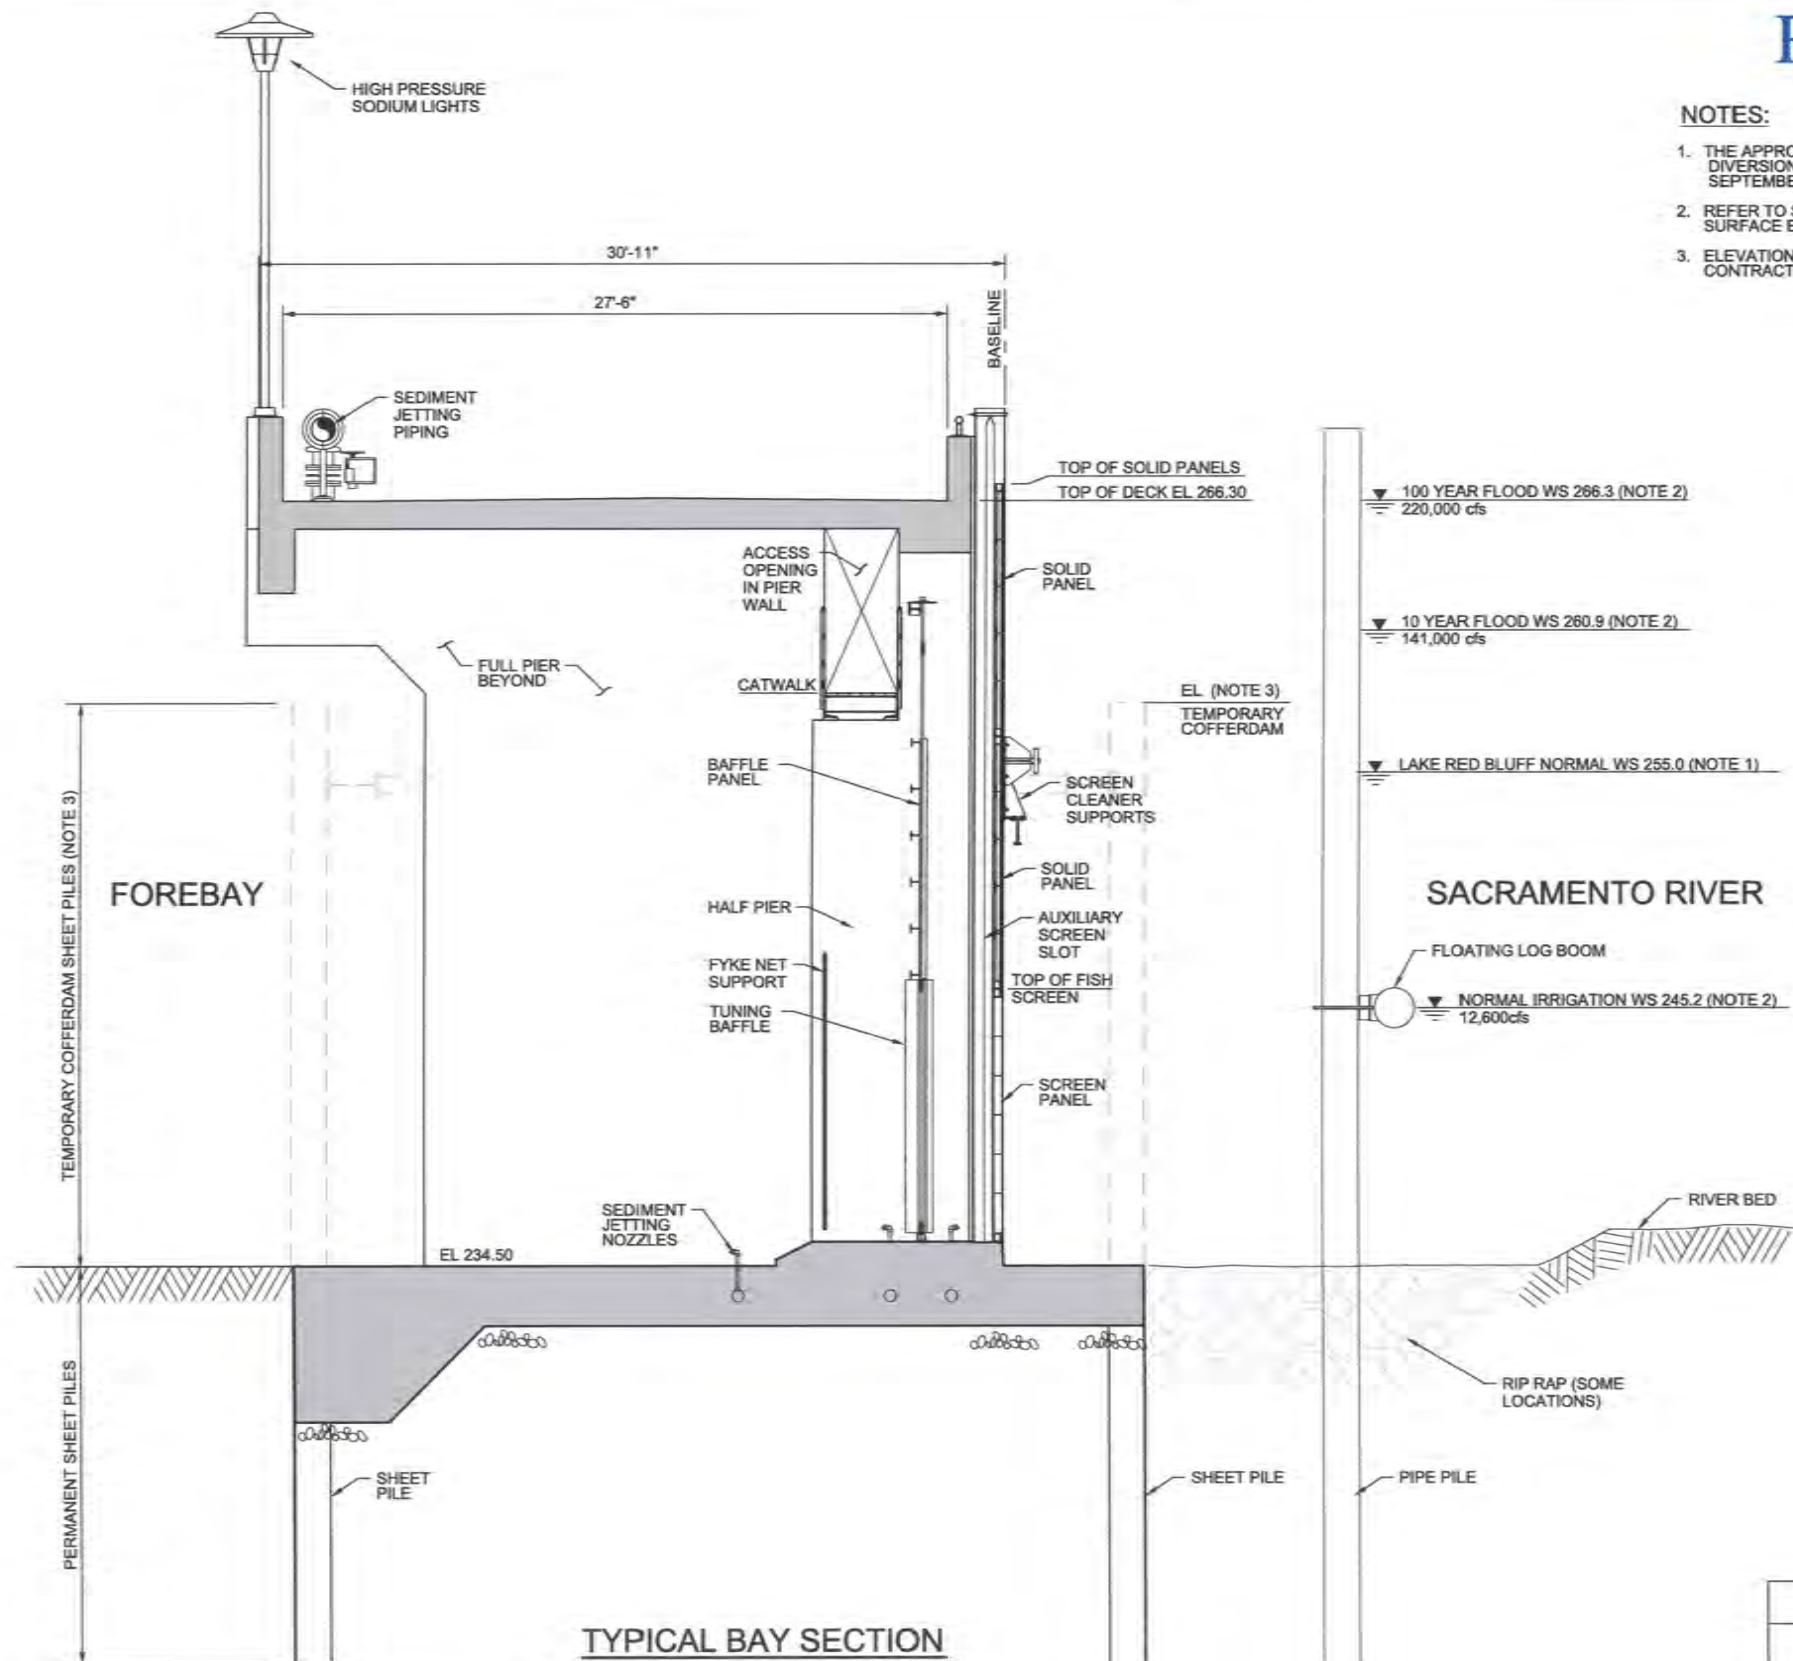 HIGH PRESSURE
SODIUM LIGHTS
NOTES:
1. THE APPRO
DIVERSION
SEPTEMBE
2. REFER TO
SURFACE E
3. ELEVATION
CONTRACT
30'-11"
27'-6"
BASELINE
SEDIMENT
JETTING
PIPING
TOP OF SOLID PANELS
TOP OF DECK EL 266.30
100 YEAR FLOOD WS 266.3 (NOTE 2)
220,000 cfs
ACCESS
OPENING
IN PIER
WALL
SOLID
PANEL
10 YEAR FLOOD WS 260.9 (NOTE 2)
141,000 cfs
FULL PIER
BEYOND
CATWALK
EL (NOTE 3)
TEMPORARY
COFFERDAM
BAFFLE
PANEL
LAKE RED BLUFF NORMAL WS 255.0 (NOTE 1)
SCREEN
CLEANER
SUPPORTS
TEMPORARY COFFERDAM SHEET PILES (NOTE 3)
FOREBAY
SOLID
PANEL
SACRAMENTO RIVER
HALF PIER
AUXILIARY
SCREEN
SLOT
FLOATING LOG BOOM
FYKE NET
SUPPORT
TOP OF FISH
SCREEN
NORMAL IRRIGATION WS 245.2 (NOTE 2)
12,600cfs
TUNING
BAFFLE
SCREEN
PANEL
RIVER BED
SEDIMENT
JETTING
NOZZLES
EL 234.50
RIP RAP (SOME
LOCATIONS)
PERMANENT SHEET PILES
SHEET
PILE
SHEET PILE
PIPE PILE
TYPICAL BAY SECTION